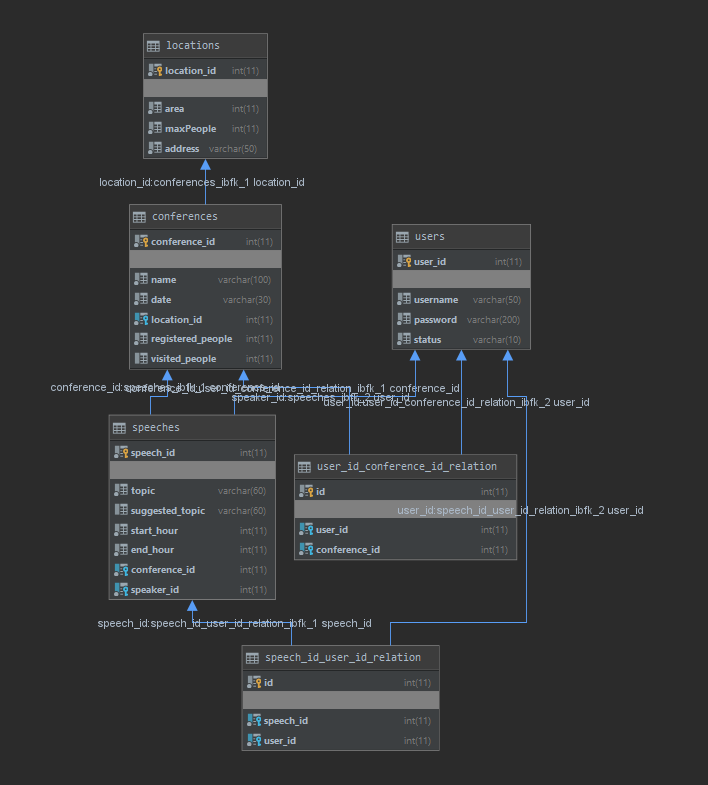 locations
location_id int(11)
area int(11)
maxPeople int(11)
address varchar(50)
location_id:conferences_ibfk_1 location_id
conferences
conference_id int(11)
name varchar(100)
date varchar(30)
location_id int(11)
registered_people int(11)
visited_people int(11)
users
user_id int(11)
username varchar(50)
password varchar(200)
status varchar(10)
conference_id:speeches_ibfk_1 conference_id
conference_id:user_id_conference_id_relation_ibfk_1 conference_id
speaker_id:speeches_ibfk_2 user_id
user_id:user_id_conference_id_relation_ibfk_2 user_id
speeches
speech_id int(11)
topic varchar(60)
suggested_topic varchar(60)
start_hour int(11)
end_hour int(11)
conference_id int(11)
speaker_id int(11)
user_id_conference_id_relation
id int(11)
user_id:speech_id_user_id_relation_ibfk_2 user_id
user_id int(11)
conference_id int(11)
speech_id:speech_id_user_id_relation_ibfk_1 speech_id
speech_id_user_id_relation
id int(11)
speech_id int(11)
user_id int(11)